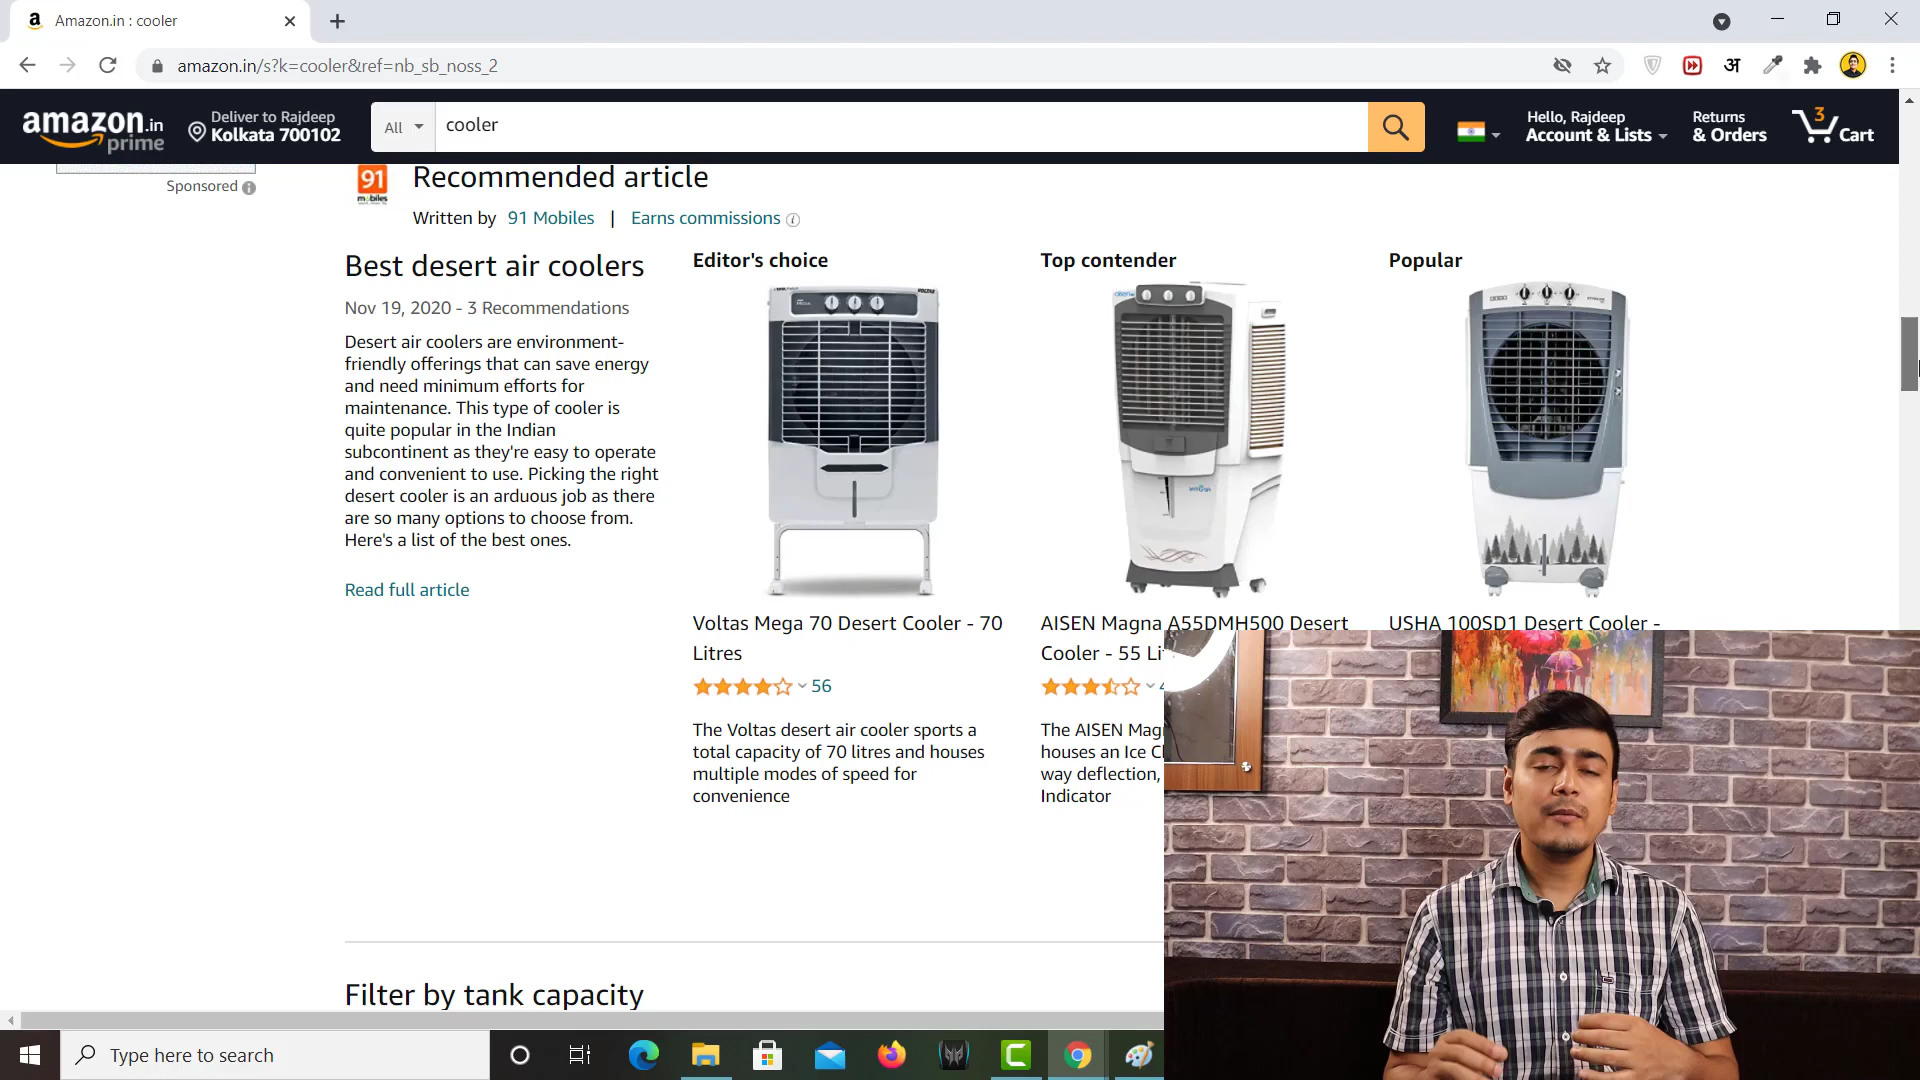 Amazon.in : cooler
amazon.in/s?k=cooler&ref=nb_sb_noss_2
अ
amazon.in
prime
Deliver to Rajdeep
Kolkata 700102
All
cooler
Hello, Rajdeep
Account & Lists
Returns
& Orders
3
Cart
Sponsored
91
mobiles
Recommended article
Written by 91 Mobiles | Earns commissions
Best desert air coolers
Nov 19, 2020 - 3 Recommendations
Desert air coolers are environment-
friendly offerings that can save energy
and need minimum efforts for
maintenance. This type of cooler is
quite popular in the Indian
subcontinent as they're easy to operate
and convenient to use. Picking the right
desert cooler is an arduous job as there
are so many options to choose from.
Here's a list of the best ones.
Read full article
Editor's choice
VOLTAS
Voltas Mega 70 Desert Cooler - 70
Litres
56
The Voltas desert air cooler sports a
total capacity of 70 litres and houses
multiple modes of speed for
convenience
Top contender
AISEN Magna A55DMH500 Desert
Cooler - 55
The AISEN
houses an Ice
way deflection,
Indicator
Popular
USHA 100SD1 Desert Cooler -
Filter by tank capacity
Type here to search